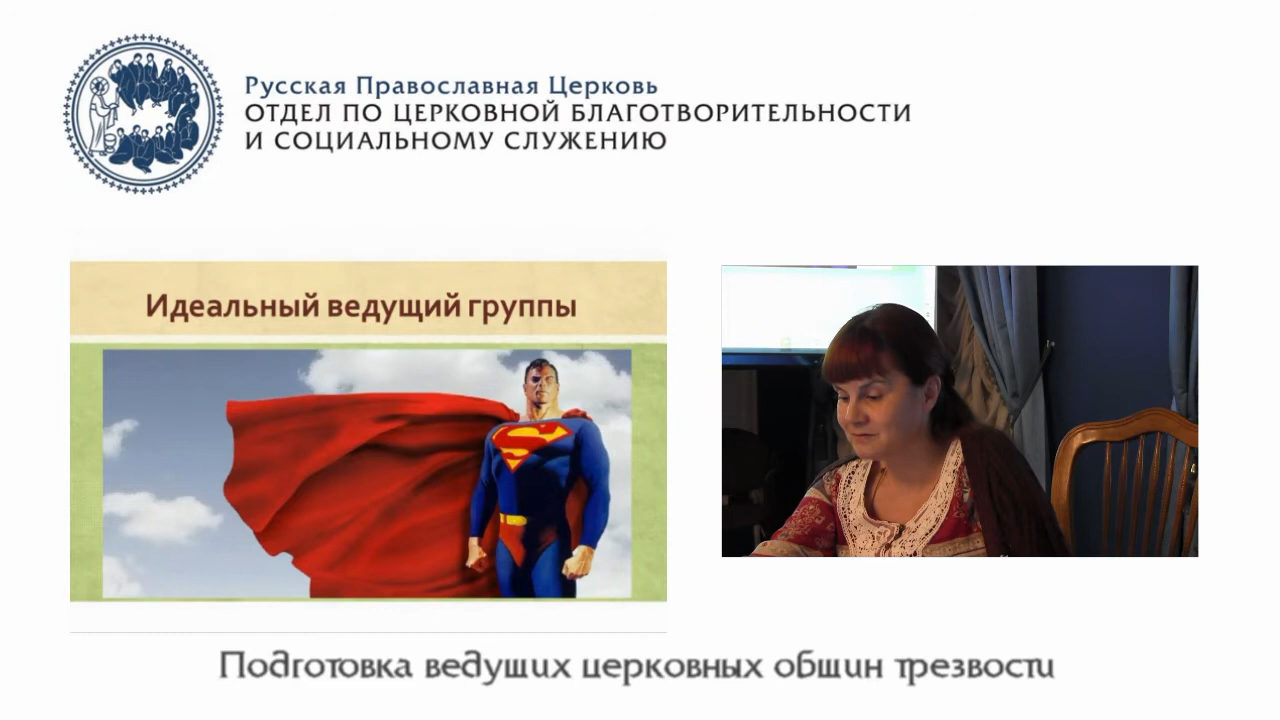 Русская Православная Церковь
ОТДЕЛ ПО ЦЕРКОВНОЙ БЛАГОТВОРИТЕЛЬНОСТИ
И СОЦИАЛЬНОМУ СЛУЖЕНИЮ
Идеальный ведущий группы
Подготовка ведущих церковных общин трезвости